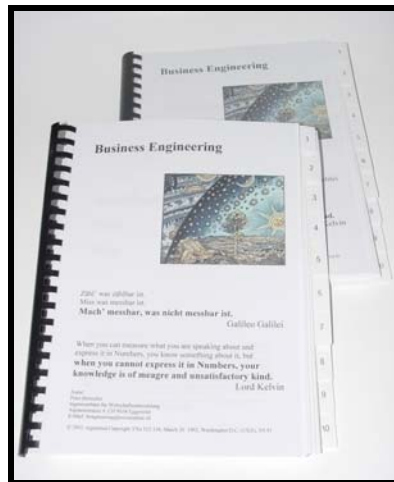 Business Engineering
Business Engineering
Zähl' was zählbar ist.
Miss was messbar ist.
Mach' messbar, was nicht messbar ist.
Galileo Galilei
When you can measure what you are speaking about and
express it in Numbers, you know something about it, but
when you cannot express it in Numbers, your
knowledge is of meagre and unsatisfactory kind.
Lord Kelvin
Autor:
1
2
3
4
5
6
7
8
9
10
kind.
Kelvin